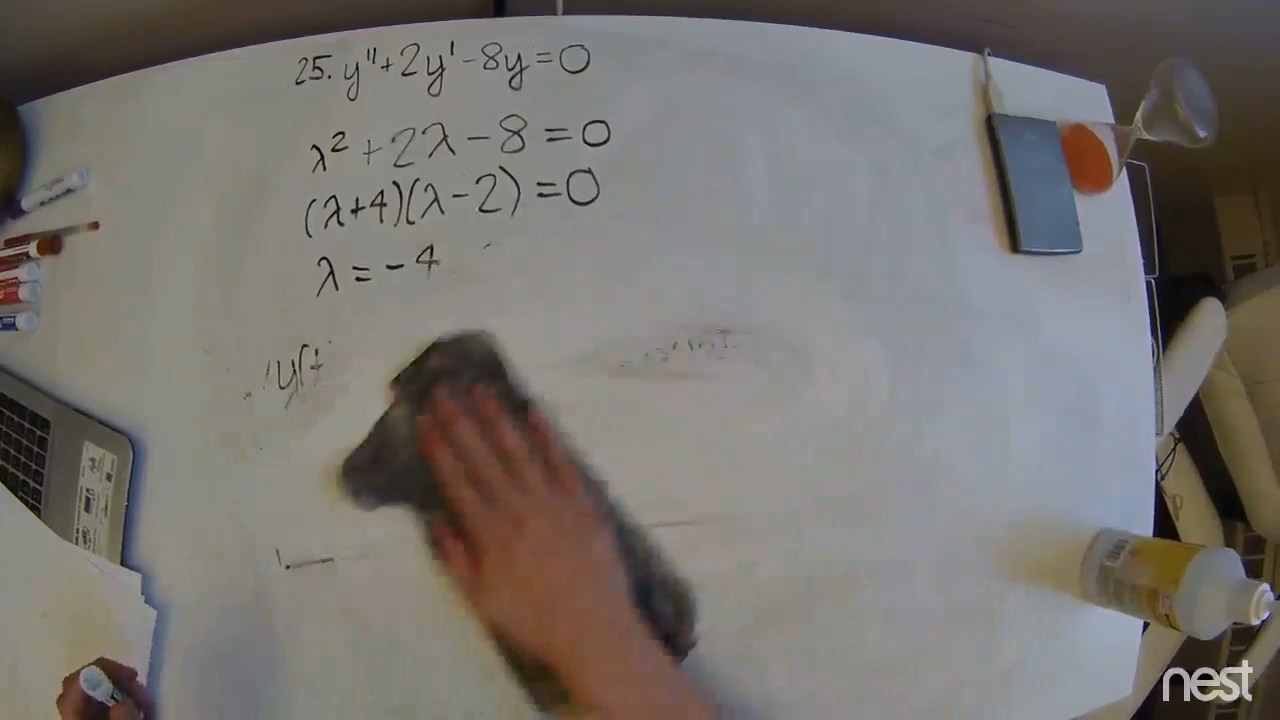 25. y''+2y'-8y=0
λ²+2λ-8=0
(λ+4)(λ-2)=0
λ=-4
y(t
nest